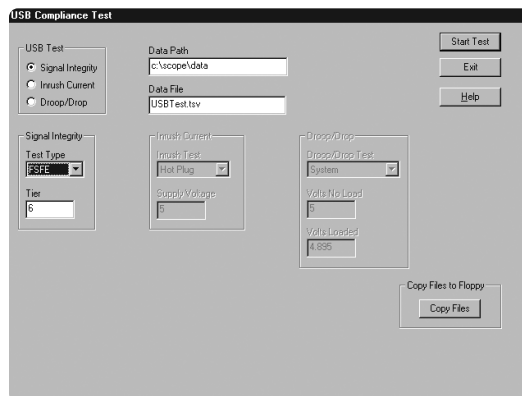 USB Compliance Test
USB Test
Signal Integrity
Inrush Current
Droop/Drop
Data Path
c:\scope\data
Data File
USBTest.tsv
Start Test
Exit
Help
Signal Integrity
Test Type
FSFE
Tier
6
Inrush Current
Inrush Test
Hot Plug
Supply Voltage
5
Droop/Drop
Droop/Drop Test
System
Volts No Load
5
Volts Loaded
4.895
Copy Files to Floppy
Copy Files